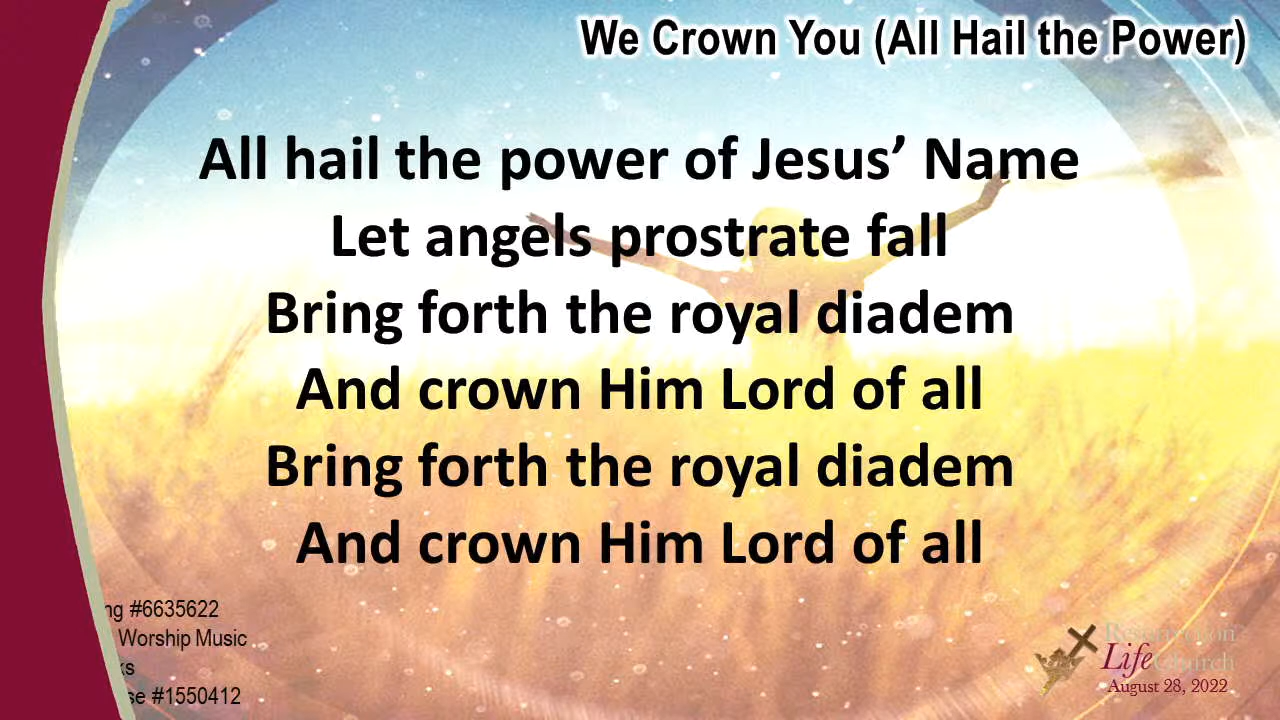 We Crown You (All Hail the Power)
All hail the power of Jesus’ Name
Let angels prostrate fall
Bring forth the royal diadem
And crown Him Lord of all
Bring forth the royal diadem
And crown Him Lord of all
#6635622
Worship Music
#1550412
Resurrection
Life Church
August 28, 2022